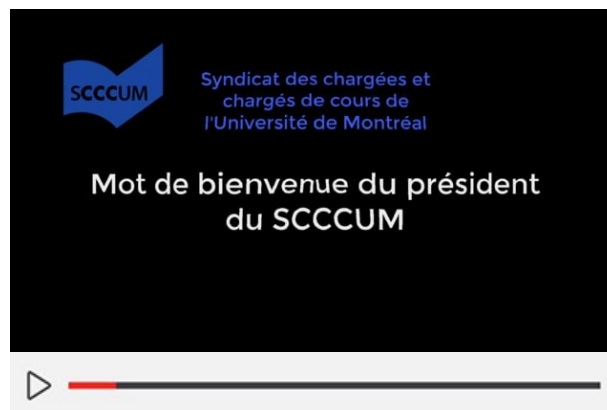 SCCCUM
Syndicat des chargées et
chargés de cours de
l'Université de Montréal
Mot de bienvenue du président
du SCCCUM